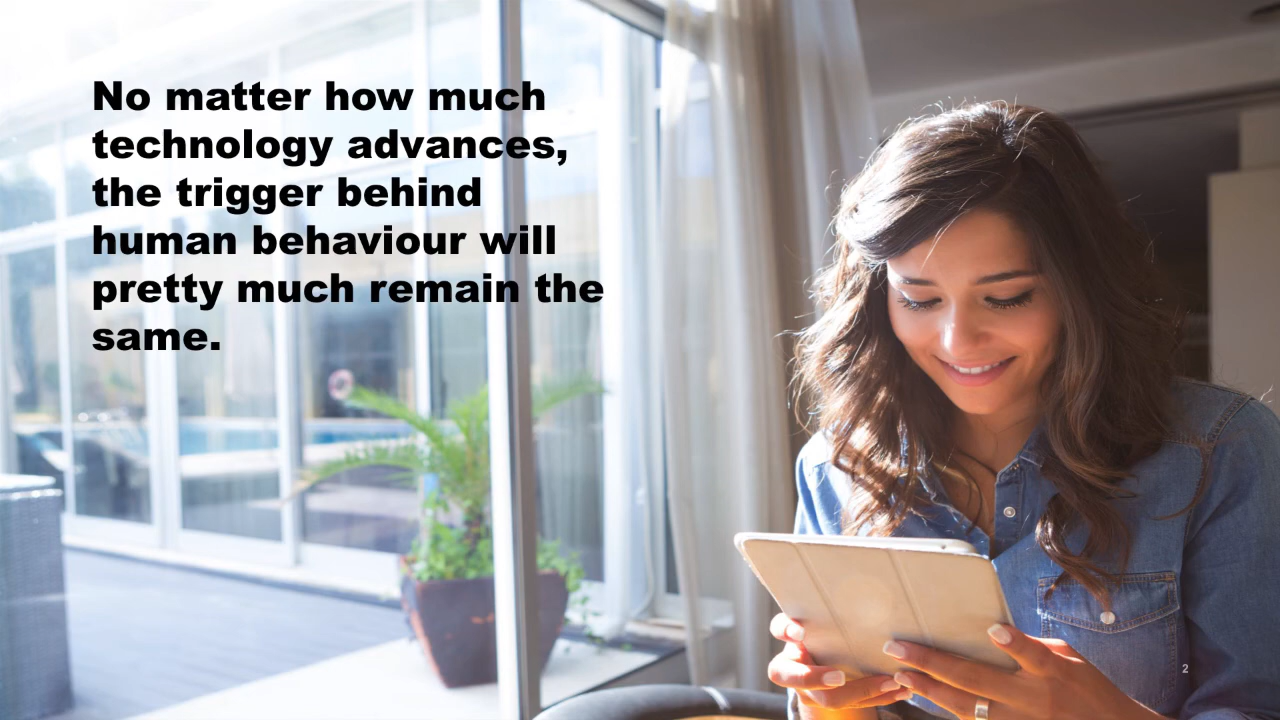 No matter how much
technology advances,
the trigger behind
human behaviour will
pretty much remain the
same.
2